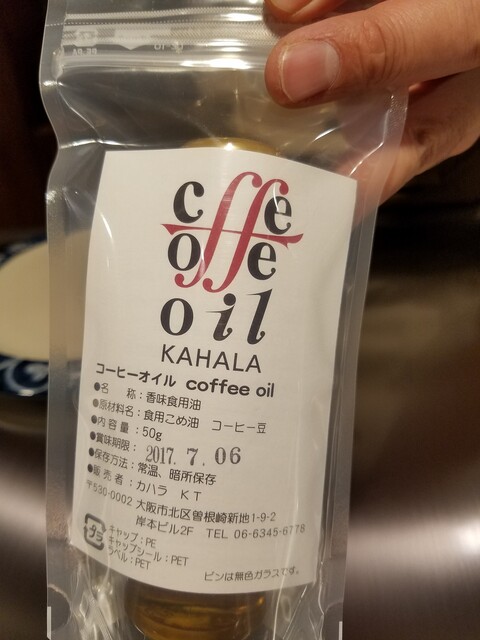 coffee
coffee
oil
KAHALA
コーヒーオイル coffee oil
●名　称：香味食用油
●原材料名：食用こめ油　コーヒー豆
●内容量：50g
●賞味期限：2017.7.06
●保存方法：常温、暗所保存
●販売者：カハラ　KT
〒530-0002 大阪市北区曽根崎新地1-9-2
岸本ビル2F　TEL 06-6345-6778
プラ
キャップ：PE
キャップシール：PET
ラベル：PET
ビンは無色ガラスです。